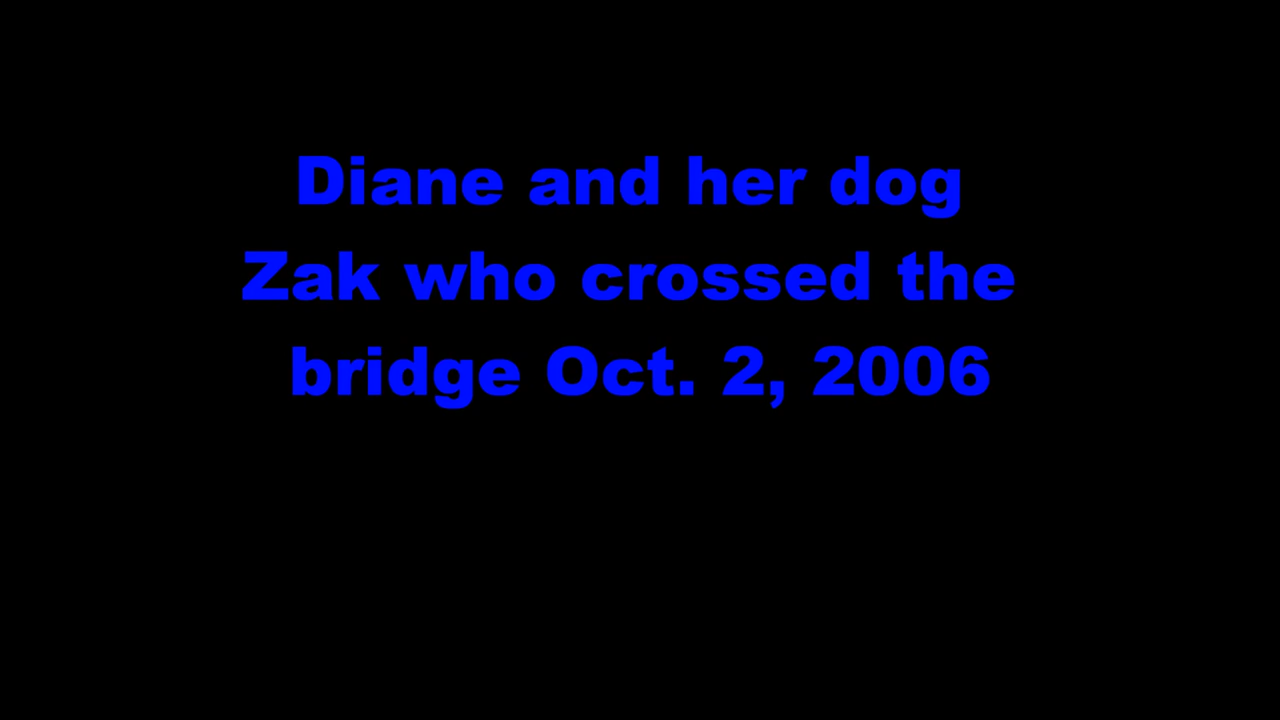 Diane and her dog
Zak who crossed the
bridge Oct. 2, 2006